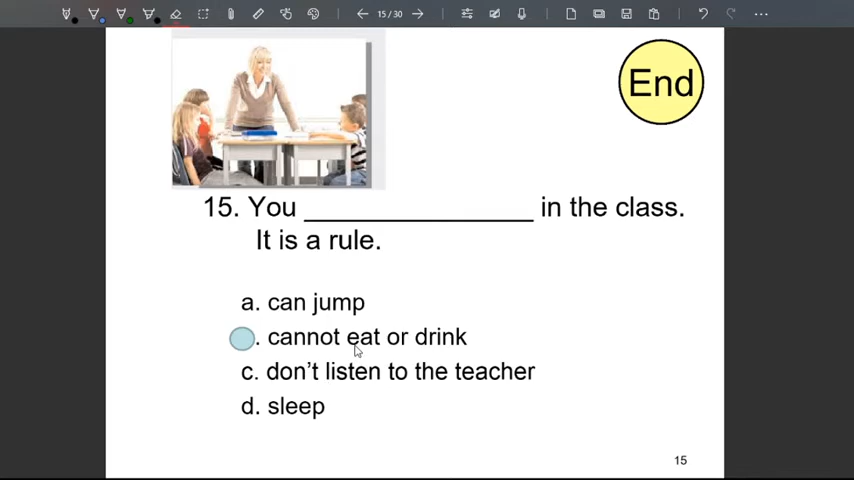 15/30
End
15. You _______________ in the class.
It is a rule.
a. can jump
. cannot eat or drink
c. don't listen to the teacher
d. sleep
15